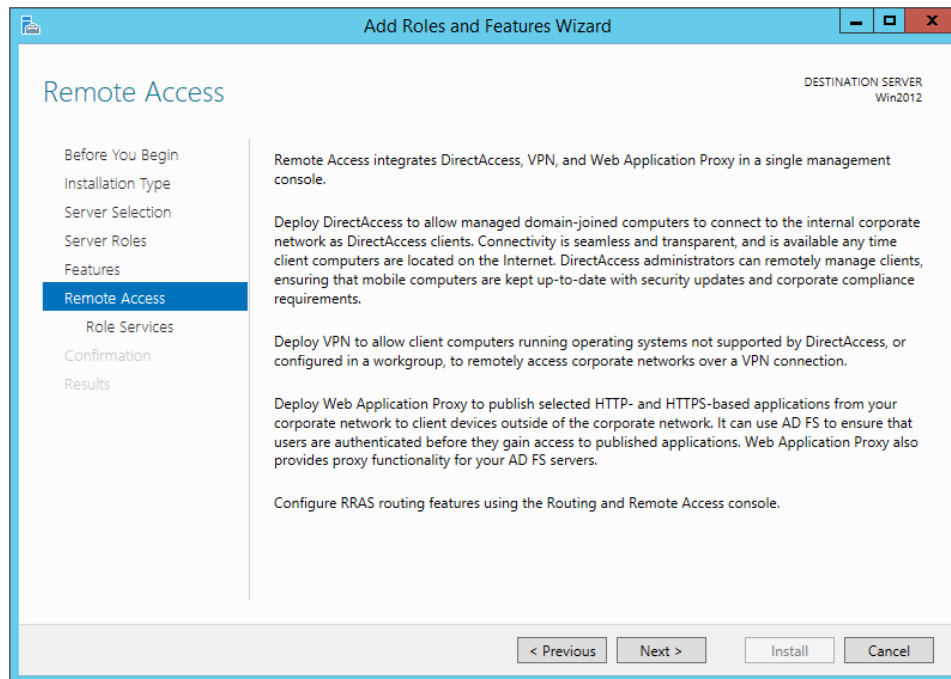 Add Roles and Features Wizard
Remote Access
DESTINATION SERVER
Win2012
Before You Begin
Installation Type
Server Selection
Server Roles
Features
Remote Access
Role Services
Confirmation
Results
Remote Access integrates DirectAccess, VPN, and Web Application Proxy in a single management
console.
Deploy DirectAccess to allow managed domain-joined computers to connect to the internal corporate
network as DirectAccess clients. Connectivity is seamless and transparent, and is available any time
client computers are located on the Internet. DirectAccess administrators can remotely manage clients,
ensuring that mobile computers are kept up-to-date with security updates and corporate compliance
requirements.
Deploy VPN to allow client computers running operating systems not supported by DirectAccess, or
configured in a workgroup, to remotely access corporate networks over a VPN connection.
Deploy Web Application Proxy to publish selected HTTP- and HTTPS-based applications from your
corporate network to client devices outside of the corporate network. It can use AD FS to ensure that
users are authenticated before they gain access to published applications. Web Application Proxy also
provides proxy functionality for your AD FS servers.
Configure RRAS routing features using the Routing and Remote Access console.
< Previous
Next >
Install
Cancel